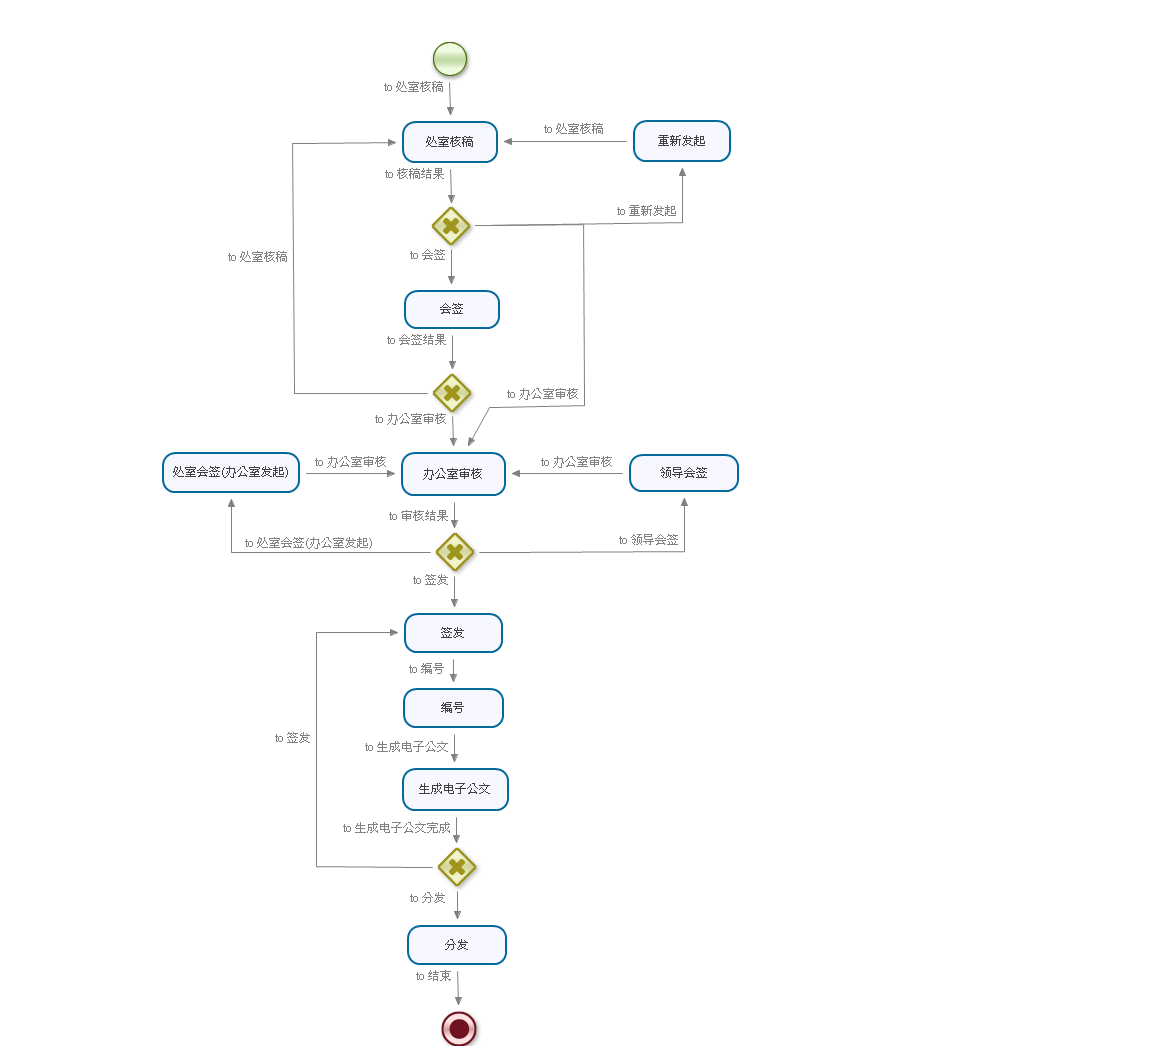 to 处室核稿
处室核稿
to 处室核稿
重新发起
to 核稿结果
to 重新发起
to 会签
to 处室核稿
会签
to 会签结果
to 办公室审核
to 办公室审核
处室会签(办公室发起)
to 办公室审核
办公室审核
to 办公室审核
领导会签
to 审核结果
to 处室会签(办公室发起)
to 领导会签
to 签发
签发
to 编号
编号
to 签发
to 生成电子公文
生成电子公文
to 生成电子公文完成
to 分发
分发
to 结束